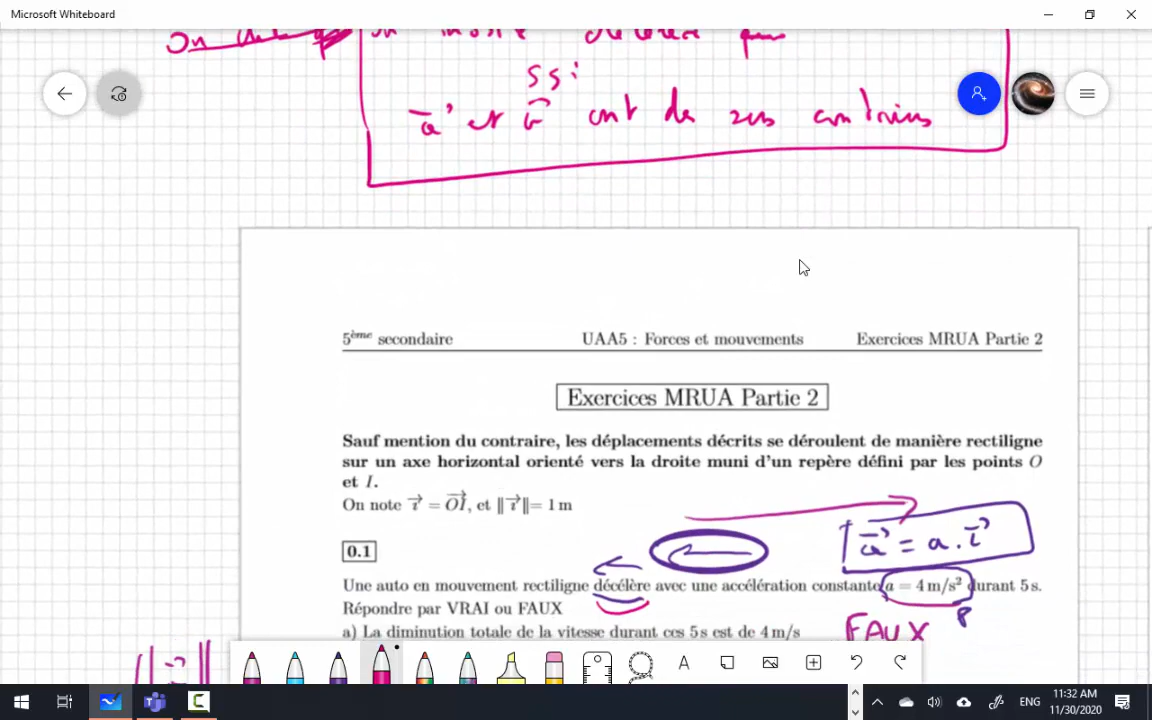 Microsoft Whiteboard
ssi
a⃗ et v⃗ ont de sens contraires
5ème secondaire UAA5 : Forces et mouvements Exercices MRUA Partie 2
Exercices MRUA Partie 2
Sauf mention du contraire, les déplacements décrits se déroulent de manière rectiligne
sur un axe horizontal orienté vers la droite muni d'un repère défini par les points O
et I.
On note i⃗ = OI⃗, et ||i⃗||= 1 m
a⃗ = a . i⃗
0.1
Une auto en mouvement rectiligne décélère avec une accélération constante a = 4 m/s² durant 5 s.
Répondre par VRAI ou FAUX
a) La diminution totale de la vitesse durant ces 5 s est de 4 m/s FAUX
A
ENG
11:32 AM
11/30/2020